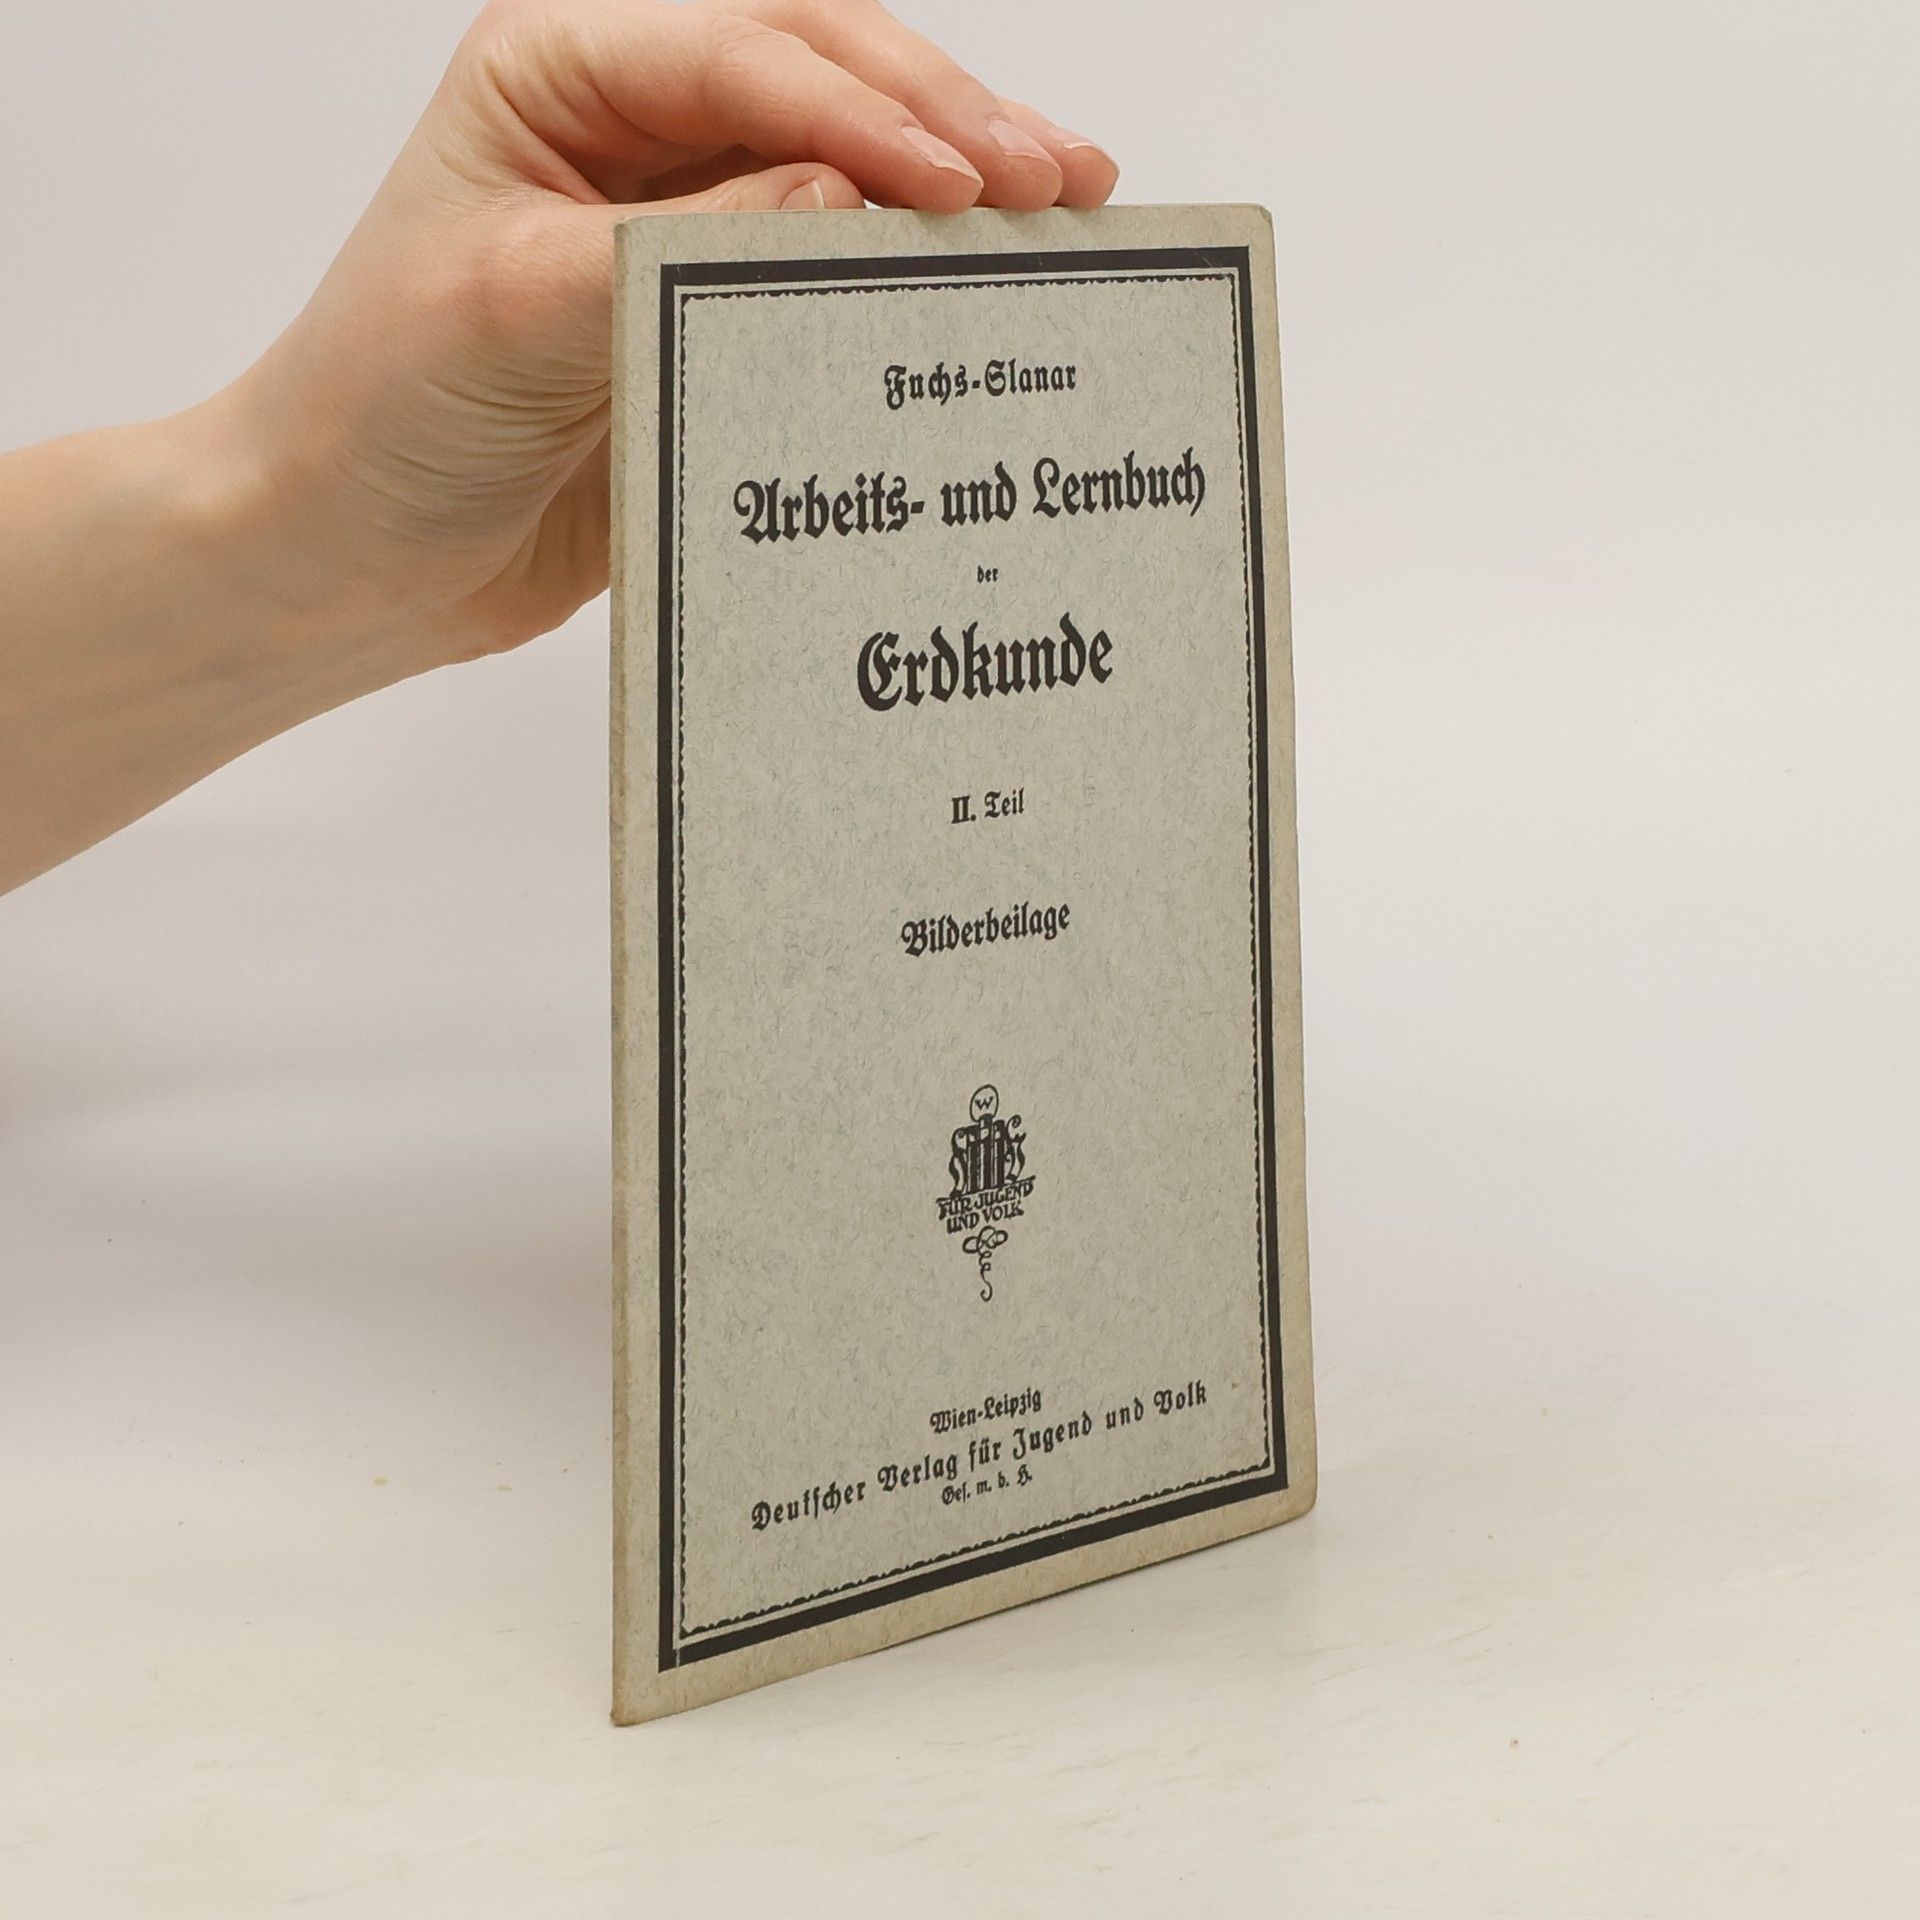 Fuchs-Slanar
Arbeits- und Lernbuch
der
Erdkunde
II. Teil
Bilderbeilage
W
FÜR JUGEND
UND VOLK
Wien-Leipzig
Deutscher Verlag für Jugend und Volk
Ges. m. b. H.